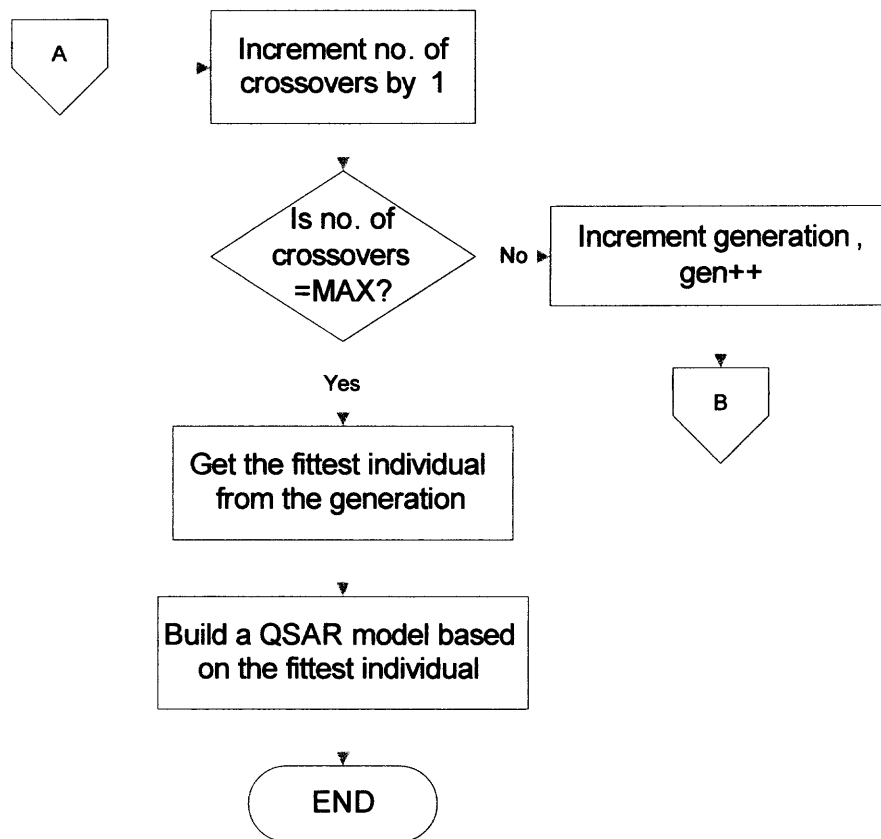 A
Increment no. of
crossovers by 1
Is no. of
crossovers
=MAX?
No
Increment generation ,
gen++
Yes
B
Get the fittest individual
from the generation
Build a QSAR model based
on the fittest individual
END